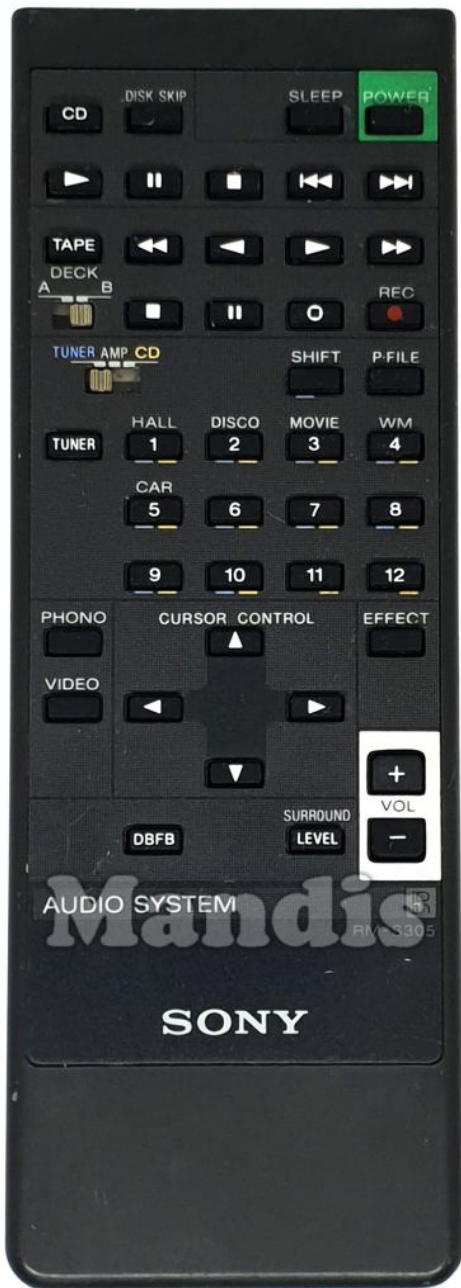 DISK SKIP SLEEP POWER
CD
TAPE
DECK
A B REC
TUNER AMP CD SHIFT P·FILE
HALL DISCO MOVIE WM
TUNER 1 2 3 4
CAR
5 6 7 8
9 10 11 12
PHONO CURSOR CONTROL EFFECT
VIDEO
+
VOL
SURROUND
DBFB LEVEL −
AUDIO SYSTEM
Mandis
RM-S305
SONY